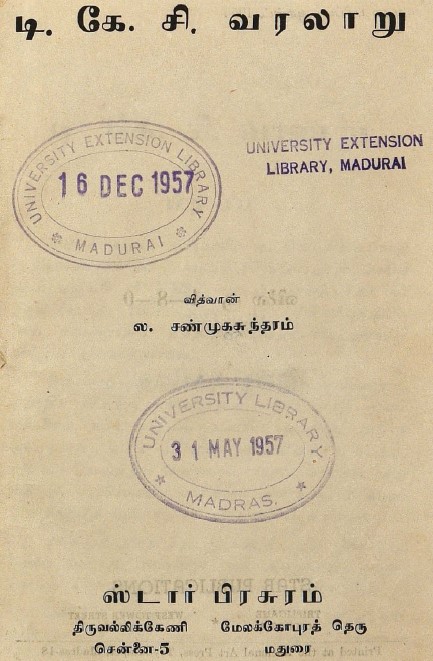 டி. கே. சி. வரலாறு
UNIVERSITY EXTENSION LIBRARY
16 DEC 1957
MADURAI
UNIVERSITY EXTENSION
LIBRARY, MADURAI
வித்வான்
ல. சண்முகசுந்தரம்
UNIVERSITY LIBRARY.
31 MAY 1957
MADRAS.
ஸ்டார் பிரசுரம்
திருவல்லிக்கேணி மேலக்கோபுரத் தெரு
சென்னை-5 மதுரை